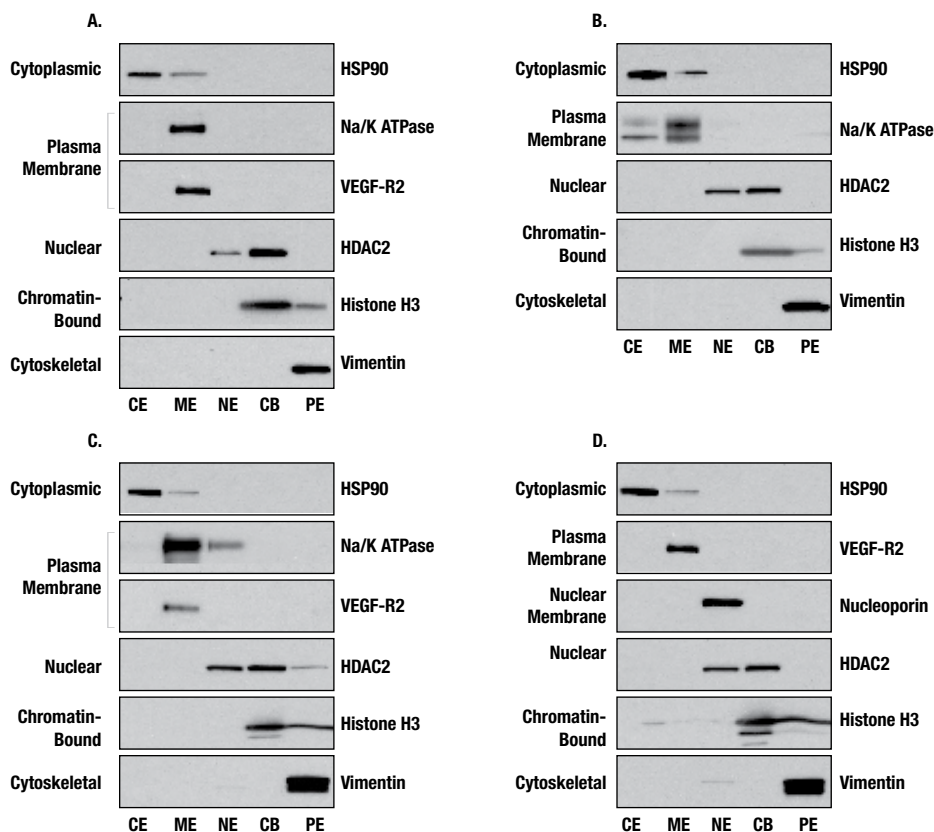 A.
Cytoplasmic
HSP90
Plasma
Membrane
Na/K ATPase
VEGF-R2
Nuclear
HDAC2
Chromatin-
Bound
Histone H3
Cytoskeletal
Vimentin
CE ME NE CB PE
B.
Cytoplasmic
HSP90
Plasma
Membrane
Na/K ATPase
Nuclear
HDAC2
Chromatin-
Bound
Histone H3
Cytoskeletal
Vimentin
CE ME NE CB PE
C.
Cytoplasmic
HSP90
Plasma
Membrane
Na/K ATPase
VEGF-R2
Nuclear
HDAC2
Chromatin-
Bound
Histone H3
Cytoskeletal
Vimentin
CE ME NE CB PE
D.
Cytoplasmic
HSP90
Plasma
Membrane
VEGF-R2
Nuclear
Membrane
Nucleoporin
Nuclear
HDAC2
Chromatin-
Bound
Histone H3
Cytoskeletal
Vimentin
CE ME NE CB PE